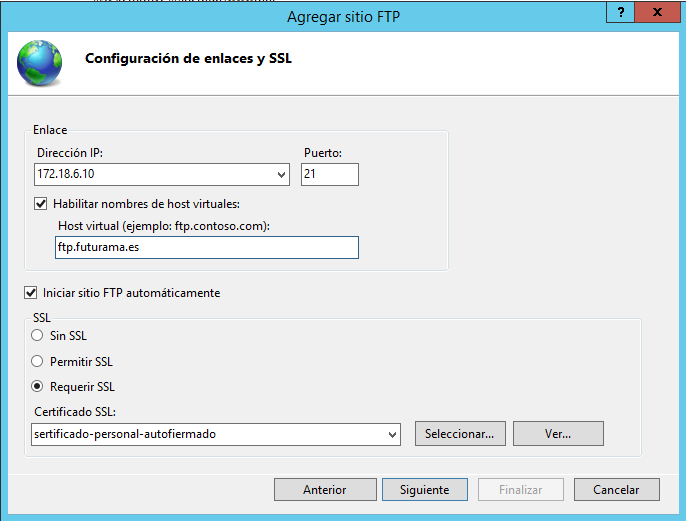 Agregar sitio FTP
?
x
Configuración de enlaces y SSL
Enlace
Dirección IP:
Puerto:
172.18.6.10
21
Habilitar nombres de host virtuales:
Host virtual (ejemplo: ftp.contoso.com):
ftp.futurama.es
Iniciar sitio FTP automáticamente
SSL
Sin SSL
Permitir SSL
Requerir SSL
Certificado SSL:
sertificado-personal-autofiermado
Seleccionar...
Ver...
Anterior
Siguiente
Finalizar
Cancelar